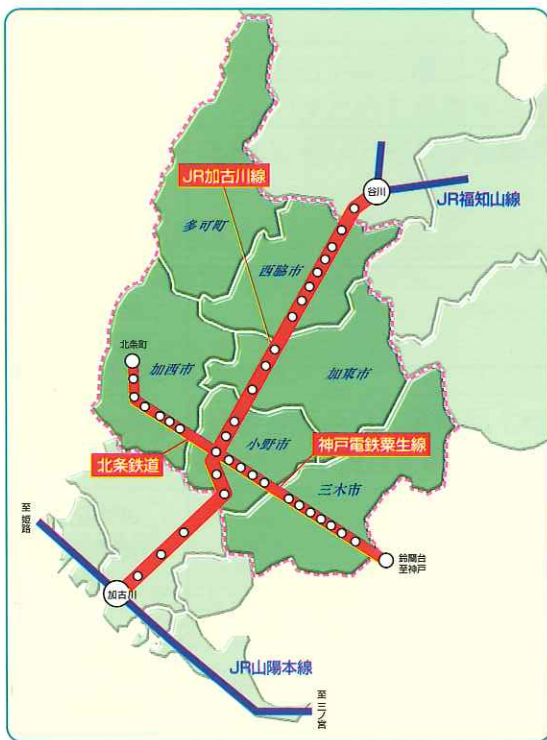 JR加古川線
谷川
JR福知山線
多可町
西脇市
北条町
加西市
加東市
小野市
神戸電鉄粟生線
北条鉄道
三木市
至 姫路
鈴蘭台
至神戸
加古川
JR山陽本線
至 三ノ宮